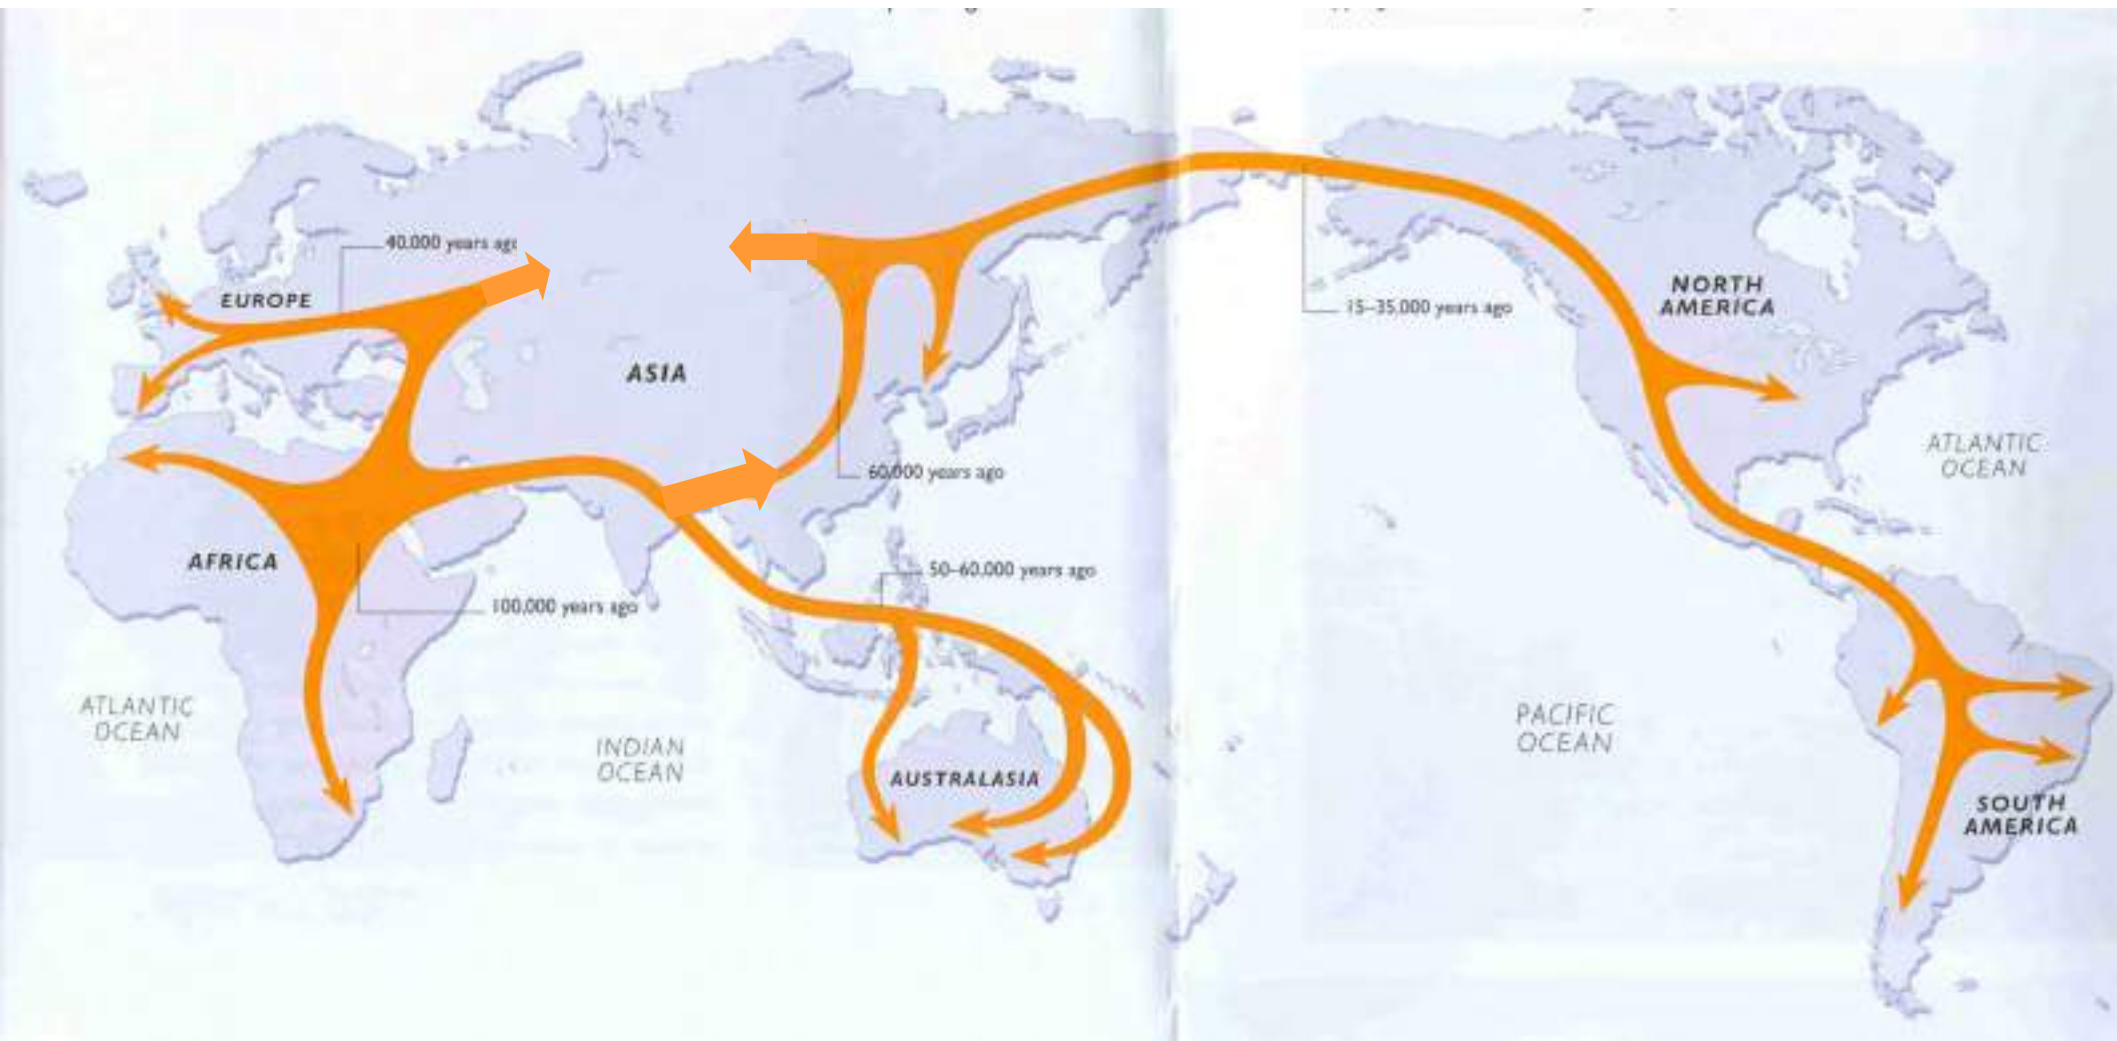 40,000 years ago
EUROPE
ASIA
60,000 years ago
AFRICA
50–60,000 years ago
100,000 years ago
ATLANTIC
OCEAN
INDIAN
OCEAN
AUSTRALASIA
15–35,000 years ago
NORTH
AMERICA
ATLANTIC
OCEAN
PACIFIC
OCEAN
SOUTH
AMERICA